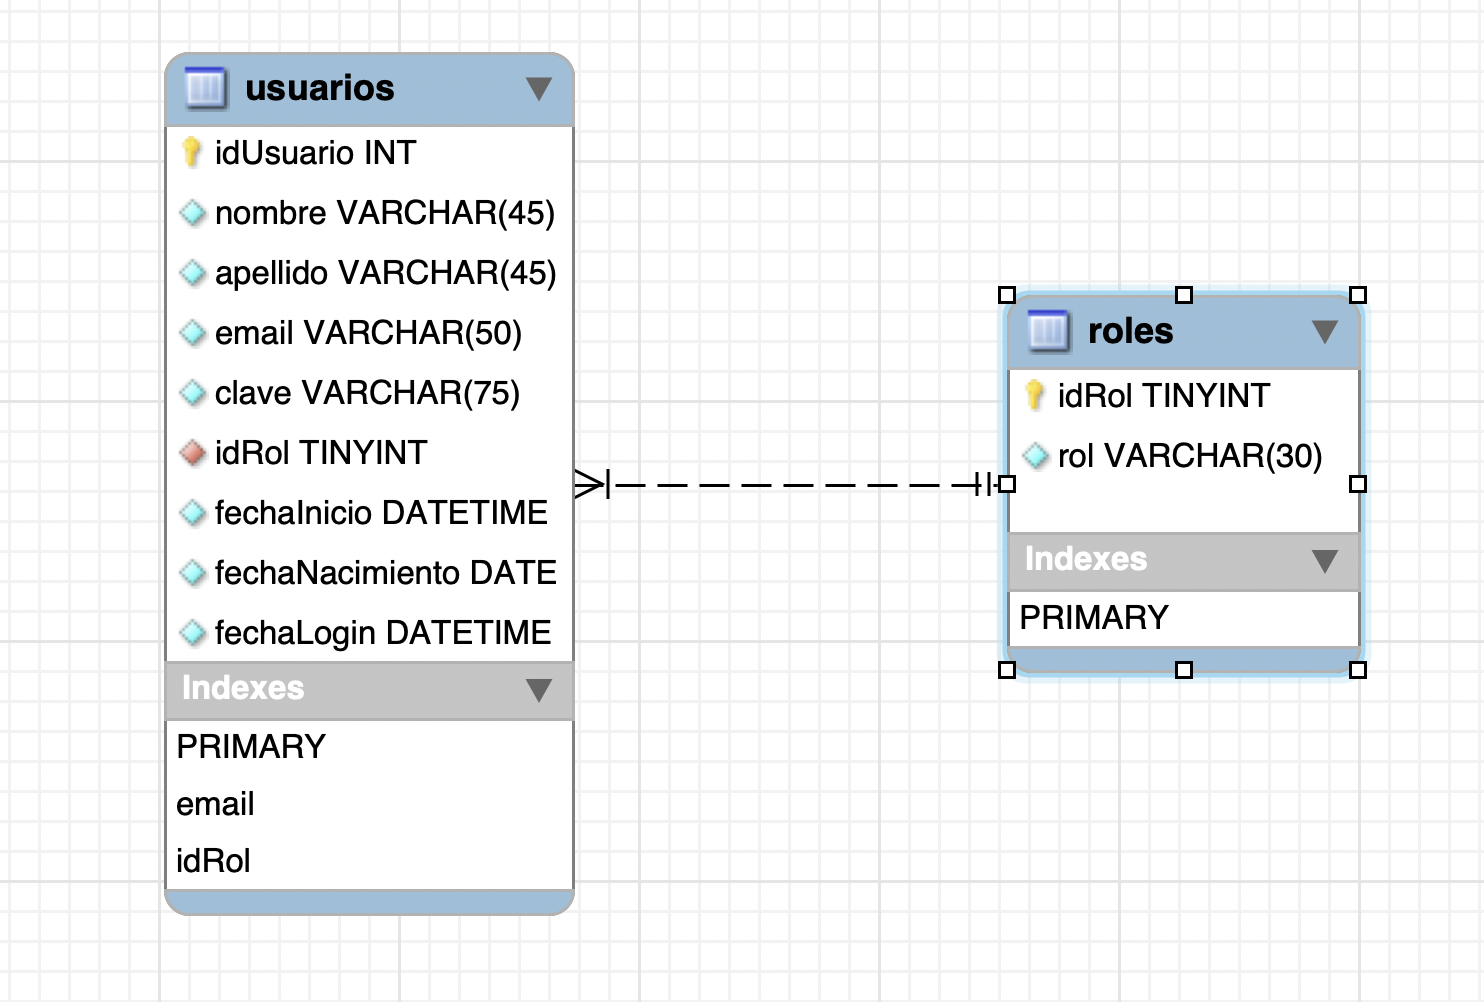 usuarios
idUsuario INT
nombre VARCHAR(45)
apellido VARCHAR(45)
email VARCHAR(50)
clave VARCHAR(75)
idRol TINYINT
fechaInicio DATETIME
fechaNacimiento DATE
fechaLogin DATETIME
Indexes
PRIMARY
email
idRol
roles
idRol TINYINT
rol VARCHAR(30)
Indexes
PRIMARY